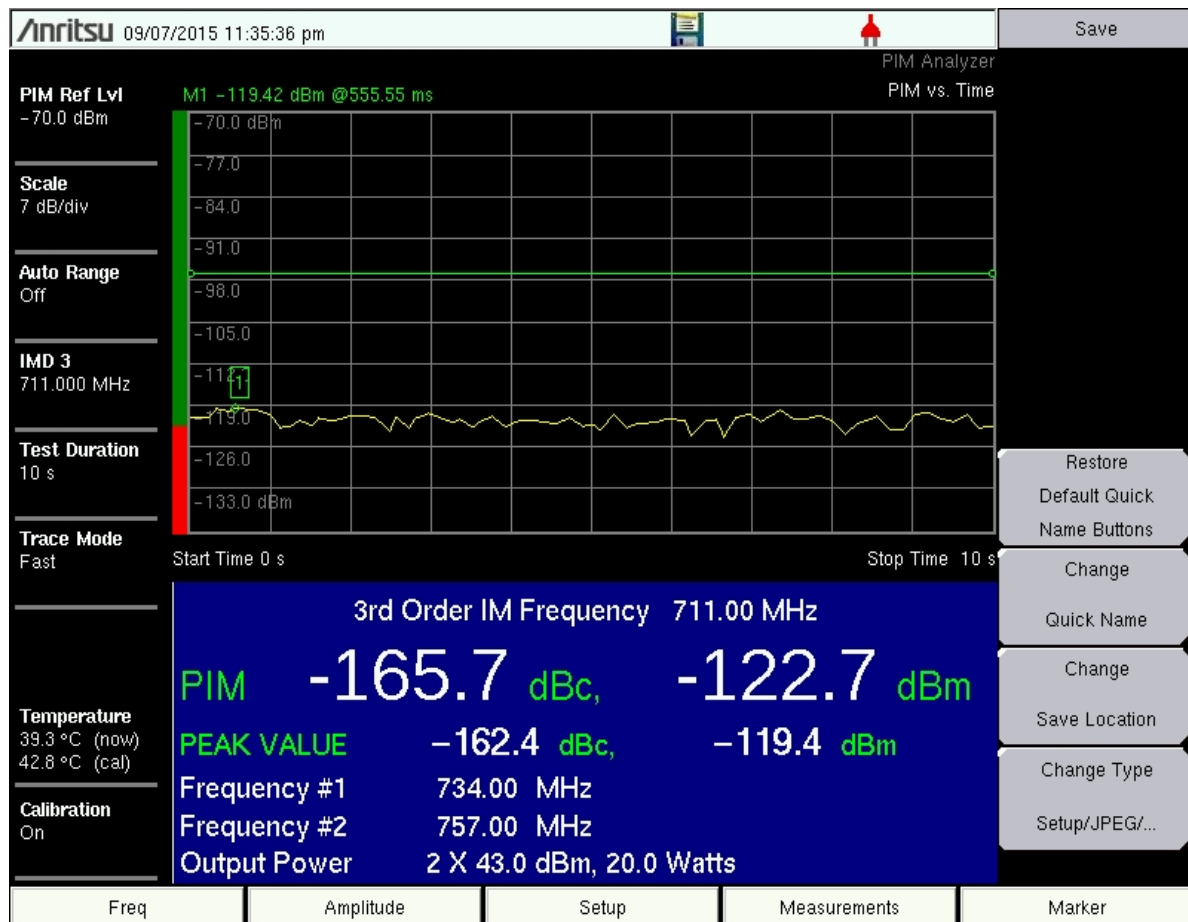 Anritsu 09/07/2015 11:35:36 pm
Save
PIM Analyzer
PIM vs. Time
M1 -119.42 dBm @555.55 ms
PIM Ref Lvl
-70.0 dBm
Scale
7 dB/div
Auto Range
Off
IMD 3
711.000 MHz
Test Duration
10 s
Trace Mode
Fast
Temperature
39.3 °C (now)
42.8 °C (cal)
Calibration
On
-70.0 dBm
-77.0
-84.0
-91.0
-98.0
-105.0
1
-119.0
-126.0
-133.0 dBm
Start Time 0 s
Stop Time 10 s
3rd Order IM Frequency 711.00 MHz
PIM -165.7 dBc, -122.7 dBm
PEAK VALUE -162.4 dBc, -119.4 dBm
Frequency #1 734.00 MHz
Frequency #2 757.00 MHz
Output Power 2 X 43.0 dBm, 20.0 Watts
Restore
Default Quick
Name Buttons
Change
Quick Name
Change
Save Location
Change Type
Setup/JPEG/...
Freq
Amplitude
Setup
Measurements
Marker